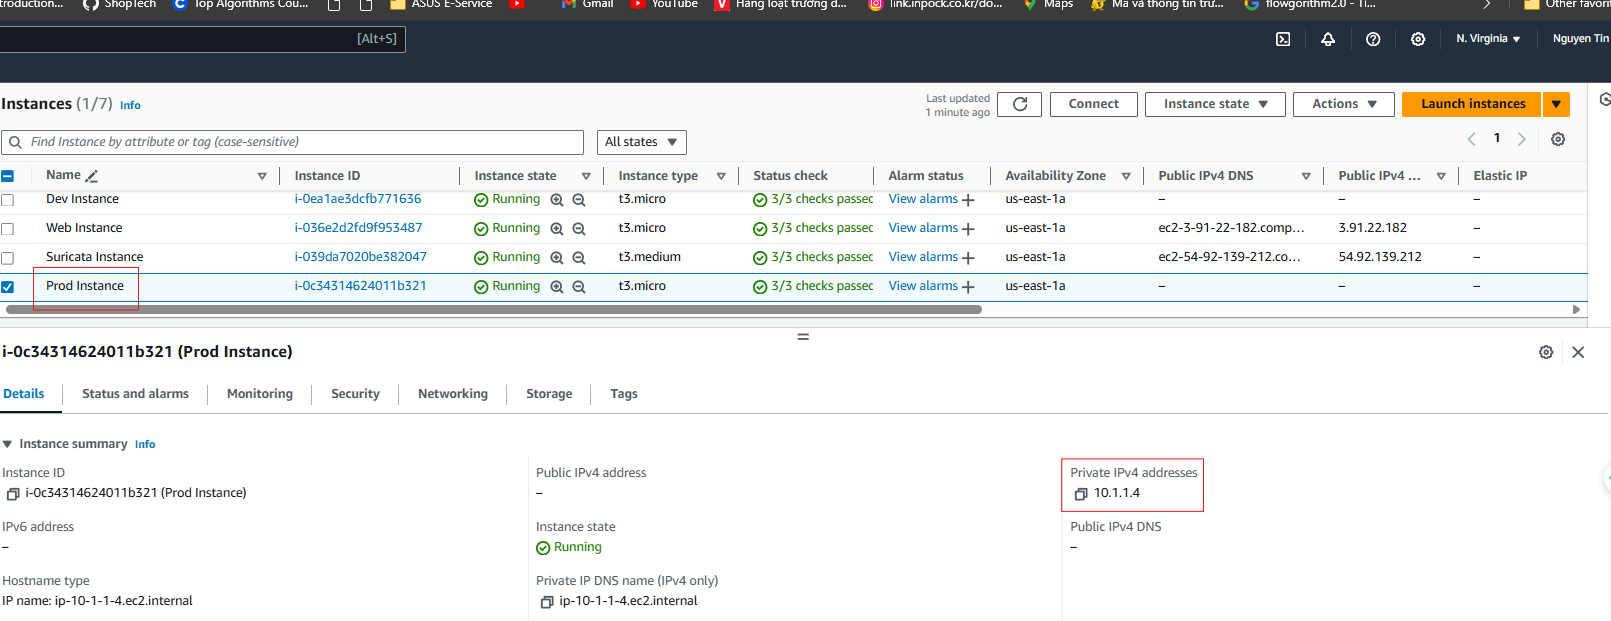 troduction... ShopTech Top Algorithms Cou... ASUS E-Service Gmail YouTube Hàng loạt trường d... link.inpock.co.kr/do... Maps Mã và thông tin trư... flowgorithm2.0 - Ti... Other favori
[Alt+S] N. Virginia Nguyen Tin
Instances (1/7) Info Last updated 1 minute ago Connect Instance state Actions Launch instances
Find Instance by attribute or tag (case-sensitive) All states 1
Name Instance ID Instance state Instance type Status check Alarm status Availability Zone Public IPv4 DNS Public IPv4 ... Elastic IP
Dev Instance i-0ea1ae3dcfb771636 Running t3.micro 3/3 checks passec View alarms + us-east-1a – – –
Web Instance i-036e2d2fd9f953487 Running t3.micro 3/3 checks passec View alarms + us-east-1a ec2-3-91-22-182.comp... 3.91.22.182 –
Suricata Instance i-039da7020be382047 Running t3.medium 3/3 checks passec View alarms + us-east-1a ec2-54-92-139-212.co... 54.92.139.212 –
Prod Instance i-0c34314624011b321 Running t3.micro 3/3 checks passec View alarms + us-east-1a – – –
i-0c34314624011b321 (Prod Instance)
Details Status and alarms Monitoring Security Networking Storage Tags
Instance summary Info
Instance ID Public IPv4 address Private IPv4 addresses
i-0c34314624011b321 (Prod Instance) – 10.1.1.4
IPv6 address Instance state Public IPv4 DNS
– Running –
Hostname type Private IP DNS name (IPv4 only)
IP name: ip-10-1-1-4.ec2.internal ip-10-1-1-4.ec2.internal